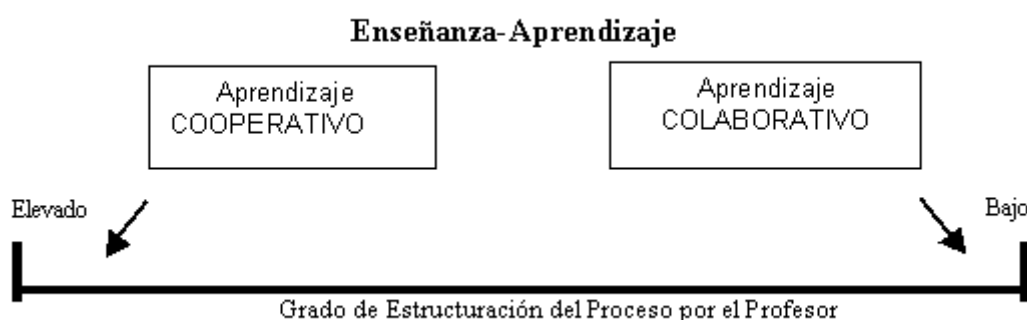 Enseñanza-Aprendizaje
Aprendizaje
COOPERATIVO
Aprendizaje
COLABORATIVO
Elevado
Bajo
Grado de Estructuración del Proceso por el Profesor